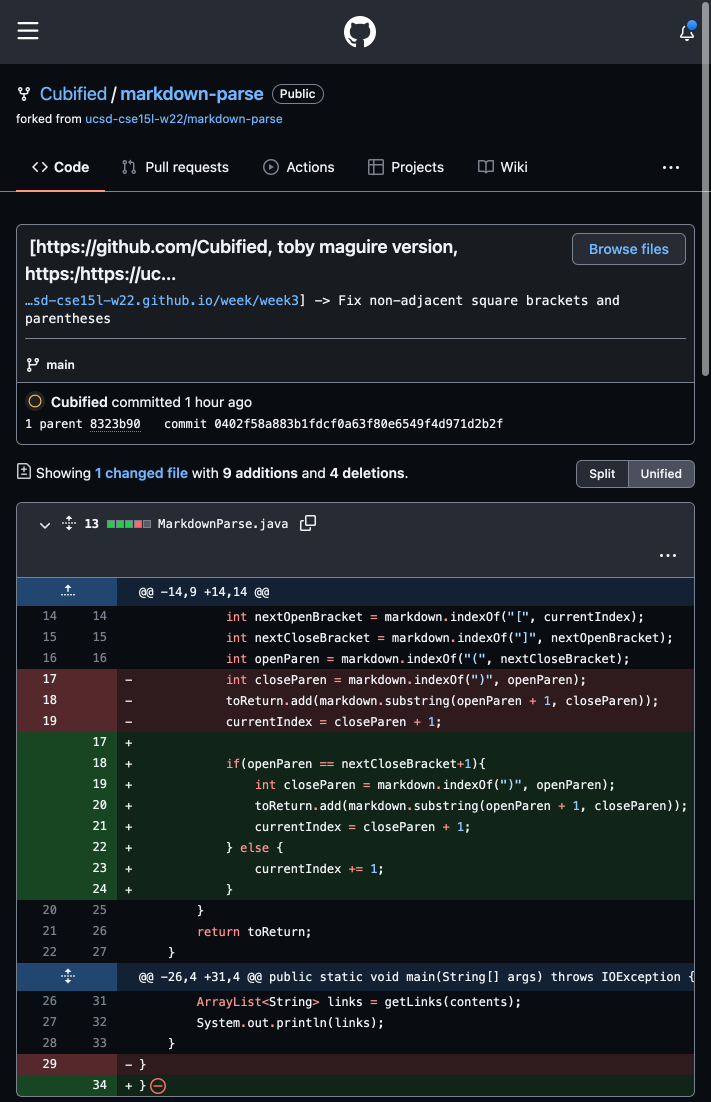 Cubified / markdown-parse Public
forked from ucsd-cse15l-w22/markdown-parse
Code Pull requests Actions Projects Wiki ...
[https://github.com/Cubified, toby maguire version, 
https:/https://uc...
Browse files
…sd-cse15l-w22.github.io/week/week3] -> Fix non-adjacent square brackets and
parentheses
main
Cubified committed 1 hour ago
1 parent 8323b90 commit 0402f58a883b1fdcf0a63f80e6549f4d971d2b2f
Showing 1 changed file with 9 additions and 4 deletions.
Split Unified
13 MarkdownParse.java
...
@@ -14,9 +14,14 @@
14 14 int nextOpenBracket = markdown.indexOf("[", currentIndex);
15 15 int nextCloseBracket = markdown.indexOf("]", nextOpenBracket);
16 16 int openParen = markdown.indexOf("(", nextCloseBracket);
17 - int closeParen = markdown.indexOf(")", openParen);
18 - toReturn.add(markdown.substring(openParen + 1, closeParen));
19 - currentIndex = closeParen + 1;
17 +
18 + if(openParen == nextCloseBracket+1){
19 + int closeParen = markdown.indexOf(")", openParen);
20 + toReturn.add(markdown.substring(openParen + 1, closeParen));
21 + currentIndex = closeParen + 1;
22 + } else {
23 + currentIndex += 1;
24 + }
20 25 }
21 26 return toReturn;
22 27 }
@@ -26,4 +31,4 @@ public static void main(String[] args) throws IOException {
26 31 ArrayList<String> links = getLinks(contents);
27 32 System.out.println(links);
28 33 }
29 - }
34 + }